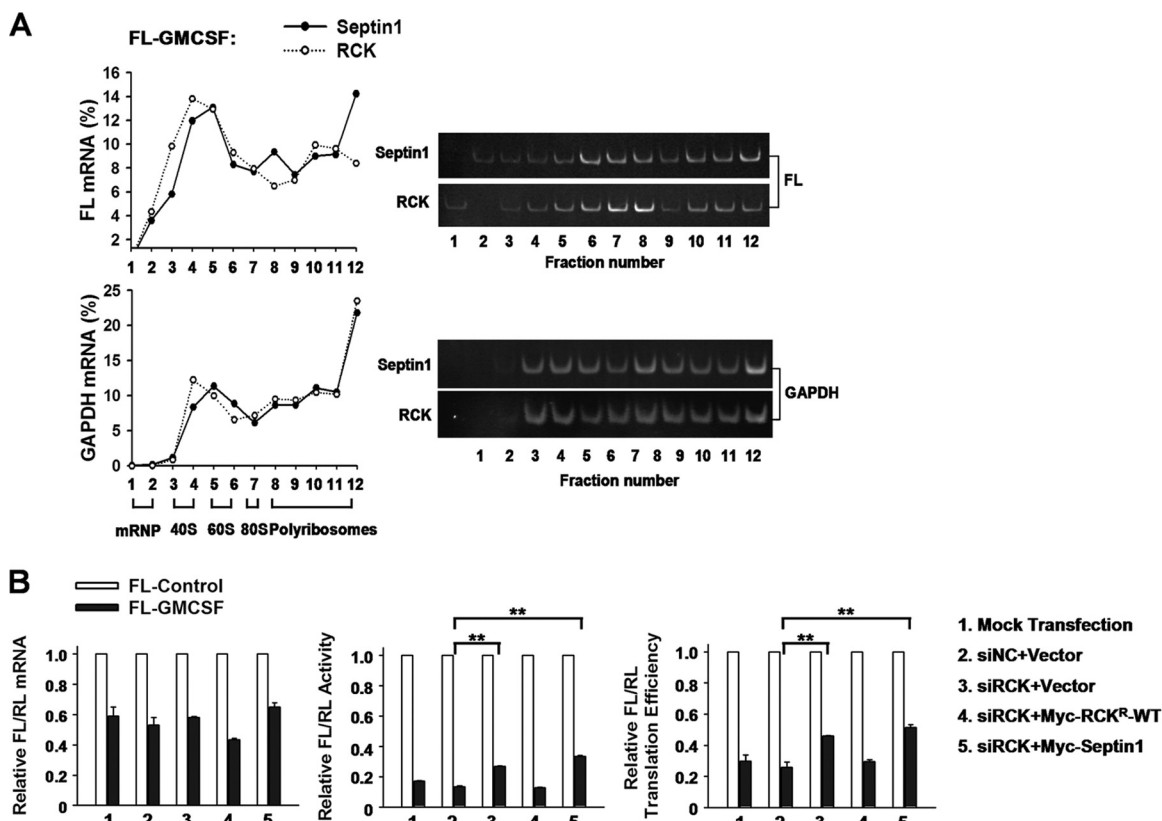 A
FL-GMCSF:
Septin1
RCK
FL mRNA (%)
16
14
12
10
8
6
4
2
1 2 3 4 5 6 7 8 9 10 11 12
Septin1
RCK
FL
1 2 3 4 5 6 7 8 9 10 11 12
Fraction number
GAPDH mRNA (%)
25
20
15
10
5
0
1 2 3 4 5 6 7 8 9 10 11 12
mRNP 40S 60S 80S Polyribosomes
Septin1
RCK
GAPDH
1 2 3 4 5 6 7 8 9 10 11 12
Fraction number
B
FL-Control
FL-GMCSF
Relative FL/RL mRNA
1.0
0.8
0.6
0.4
0.2
0
1 2 3 4 5
Relative FL/RL Activity
1.0
0.8
0.6
0.4
0.2
0
**
**
1 2 3 4 5
Relative FL/RL
Translation Efficiency
1.0
0.8
0.6
0.4
0.2
0
**
**
1 2 3 4 5
1. Mock Transfection
2. siNC+Vector
3. siRCK+Vector
4. siRCK+Myc-RCKᴿ-WT
5. siRCK+Myc-Septin1